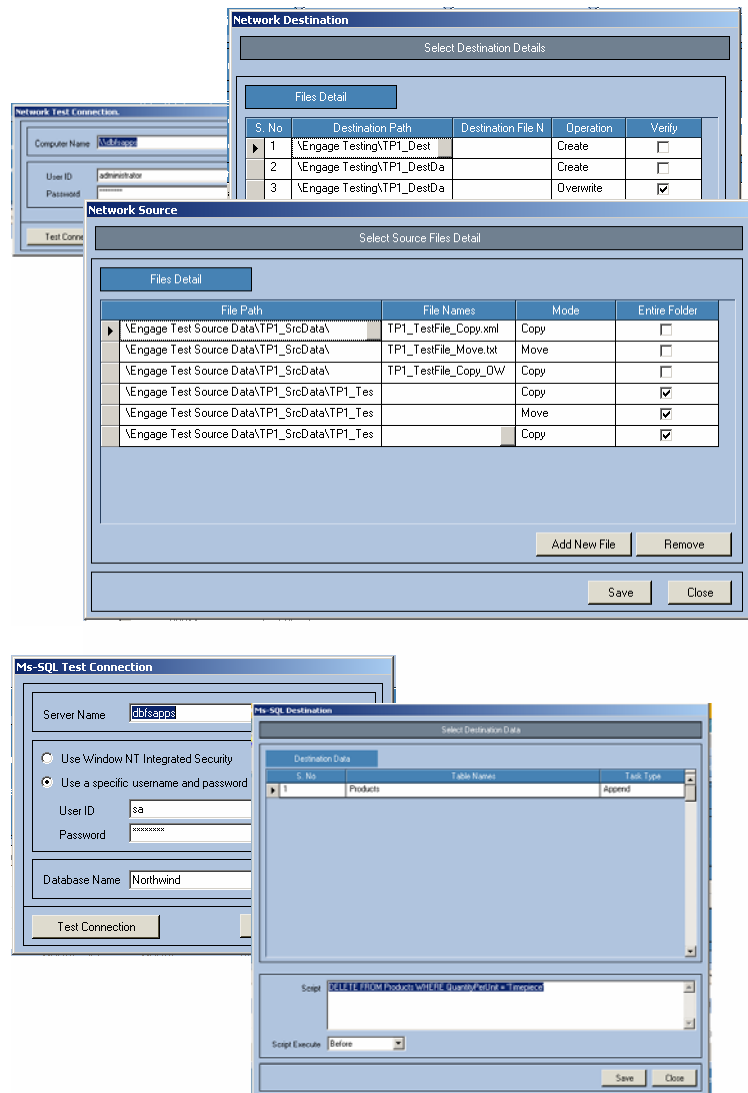 Network Destination
Select Destination Details
Files Detail
S. No Destination Path Destination File N Operation Verify
1 \Engage Testing\TP1_Dest Create
2 \Engage Testing\TP1_DestDa Create
3 \Engage Testing\TP1_DestDa Overwrite
Network Test Connection.
Computer Name \\dbfsapps
User ID administrator
Password ********
Test Conne
Network Source
Select Source Files Detail
Files Detail
File Path File Names Mode Entire Folder
\Engage Test Source Data\TP1_SrcData\ TP1_TestFile_Copy.xml Copy
\Engage Test Source Data\TP1_SrcData\ TP1_TestFile_Move.txt Move
\Engage Test Source Data\TP1_SrcData\ TP1_TestFile_Copy_OW Copy
\Engage Test Source Data\TP1_SrcData\TP1_Tes Copy
\Engage Test Source Data\TP1_SrcData\TP1_Tes Move
\Engage Test Source Data\TP1_SrcData\TP1_Tes Copy
Add New File Remove
Save Close
Ms-SQL Test Connection
Server Name dbfsapps
Use Window NT Integrated Security
Use a specific username and password
User ID sa
Password ********
Database Name Northwind
Test Connection
Ms-SQL Destination
Select Destination Data
Destination Data
S. No Table Names Task Type
1 Products Append
Script DELETE FROM Products WHERE QuantityPerUnit = 'Timepiece'
Script Execute Before
Save Close